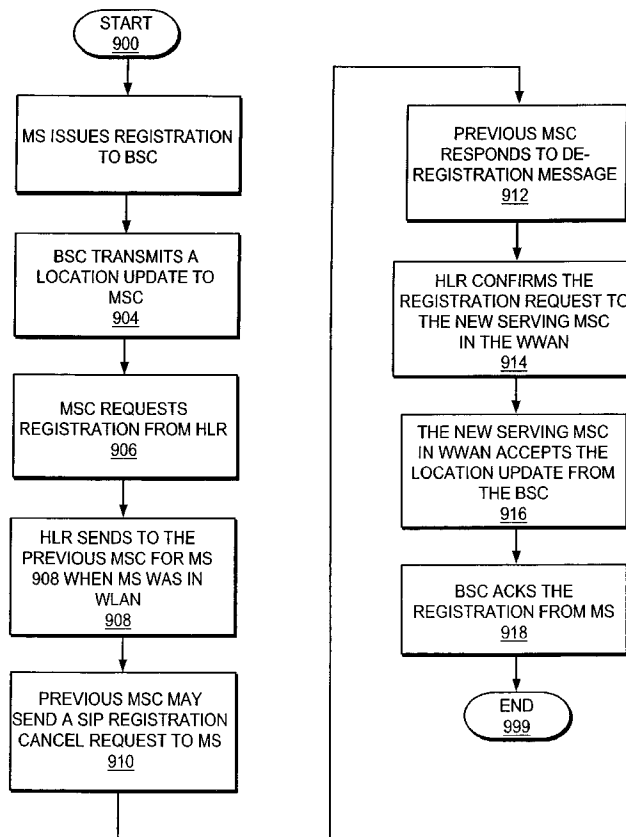 START
900
MS ISSUES REGISTRATION
TO BSC
BSC TRANSMITS A
LOCATION UPDATE TO
MSC
904
MSC REQUESTS
REGISTRATION FROM HLR
906
HLR SENDS TO THE
PREVIOUS MSC FOR MS
908 WHEN MS WAS IN
WLAN
908
PREVIOUS MSC MAY
SEND A SIP REGISTRATION
CANCEL REQUEST TO MS
910
PREVIOUS MSC
RESPONDS TO DE-
REGISTRATION MESSAGE
912
HLR CONFIRMS THE
REGISTRATION REQUEST TO
THE NEW SERVING MSC
IN THE WWAN
914
THE NEW SERVING MSC
IN WWAN ACCEPTS THE
LOCATION UPDATE FROM
THE BSC
916
BSC ACKS THE
REGISTRATION FROM MS
918
END
999